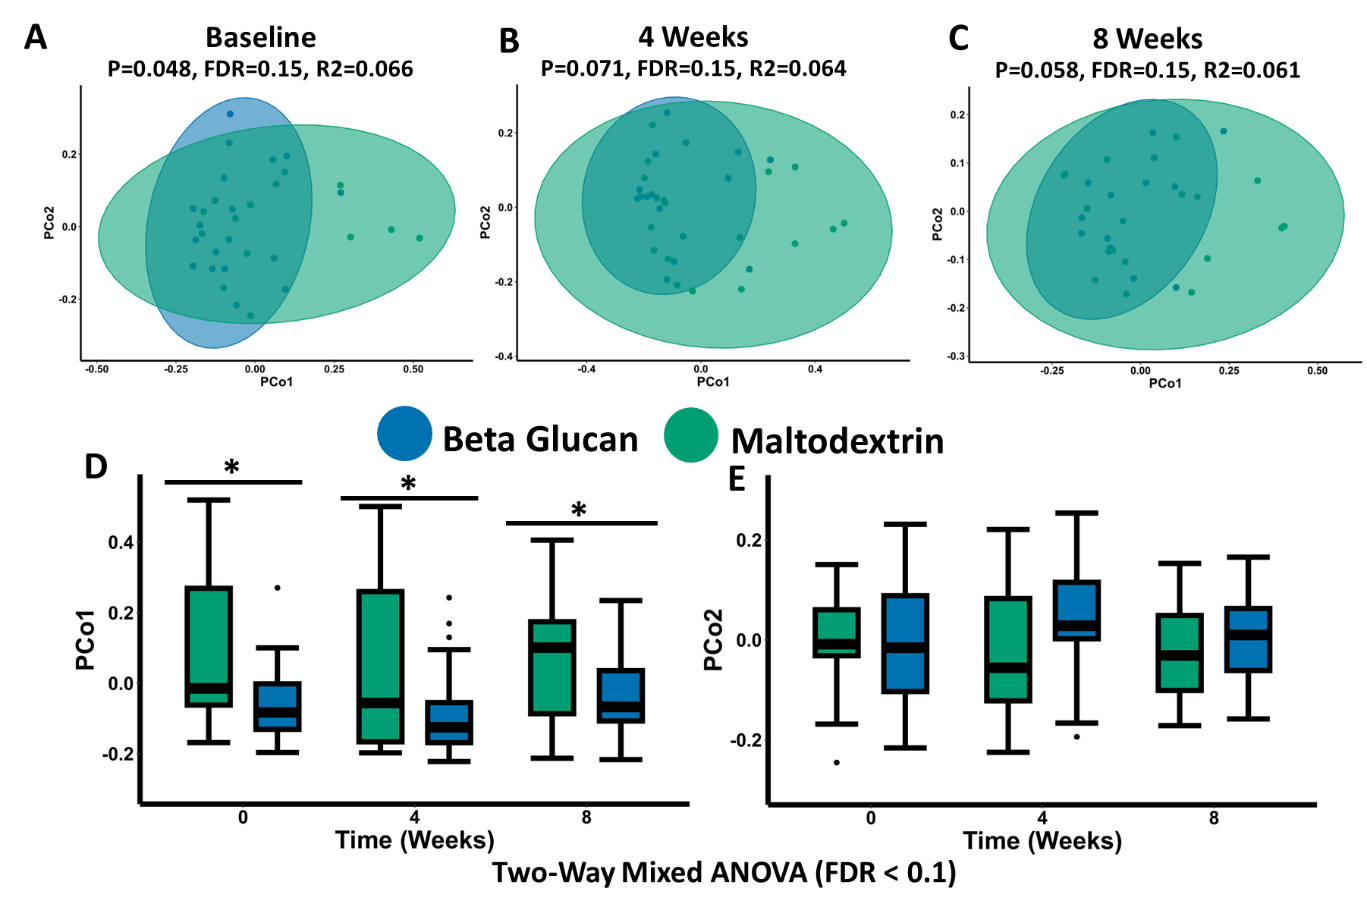 A
Baseline
P=0.048, FDR=0.15, R2=0.066
PCo2
0.2
0.0
-0.2
-0.50
-0.25
0.00
0.25
0.50
PCo1
B
4 Weeks
P=0.071, FDR=0.15, R2=0.064
PCo2
0.2
0.0
-0.2
-0.4
-0.4
0.0
0.4
PCo1
C
8 Weeks
P=0.058, FDR=0.15, R2=0.061
PCo2
0.2
0.1
0.0
-0.1
-0.2
-0.3
-0.25
0.00
0.25
0.50
PCo1
Beta Glucan
Maltodextrin
D
*
*
*
PCo1
0.4
0.2
0.0
-0.2
0
4
8
Time (Weeks)
E
PCo2
0.2
0.0
-0.2
0
4
8
Time (Weeks)
Two-Way Mixed ANOVA (FDR < 0.1)